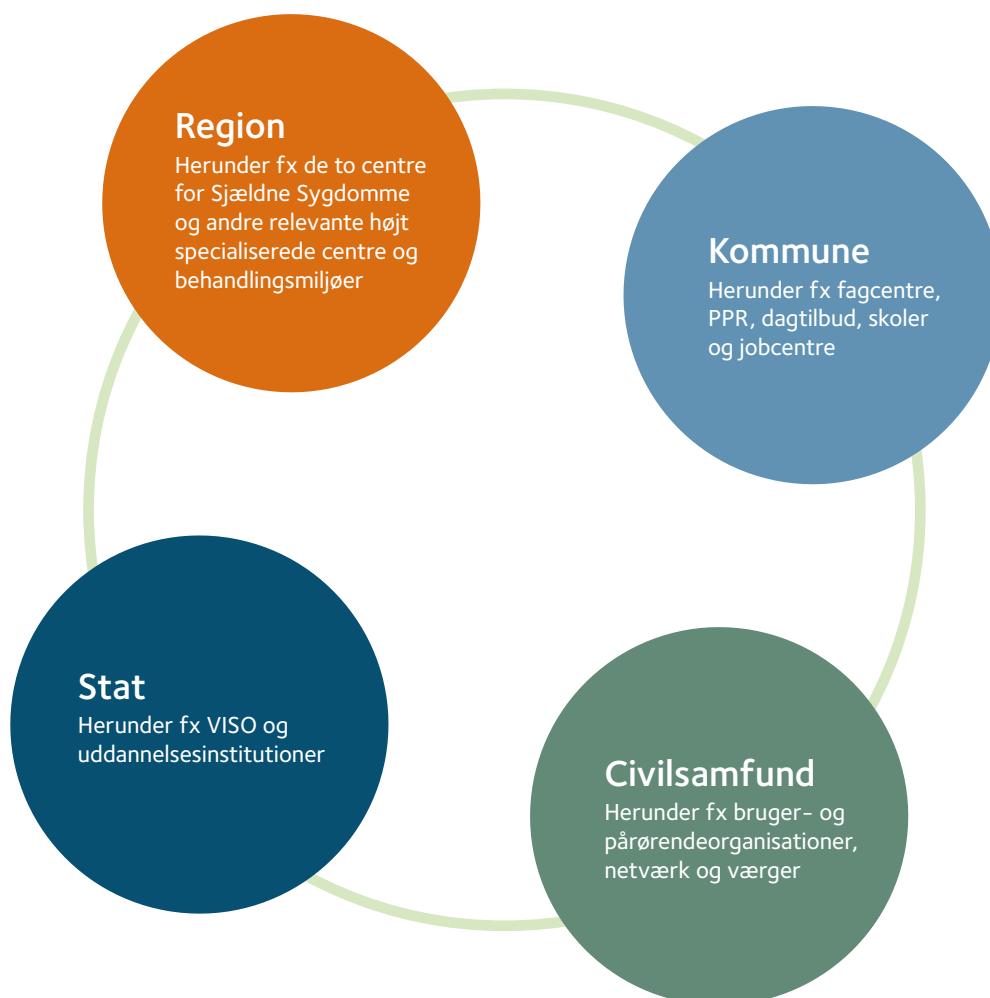 Region
Herunder fx de to centre
for Sjældne Sygdomme
og andre relevante højt
specialiserede centre og
behandlingsmiljøer
Kommune
Herunder fx fagcentre,
PPR, dagtilbud, skoler
og jobcentre
Stat
Herunder fx VISO og
uddannelsesinstitutioner
Civilsamfund
Herunder fx bruger- og
pårørendeorganisationer,
netværk og værger